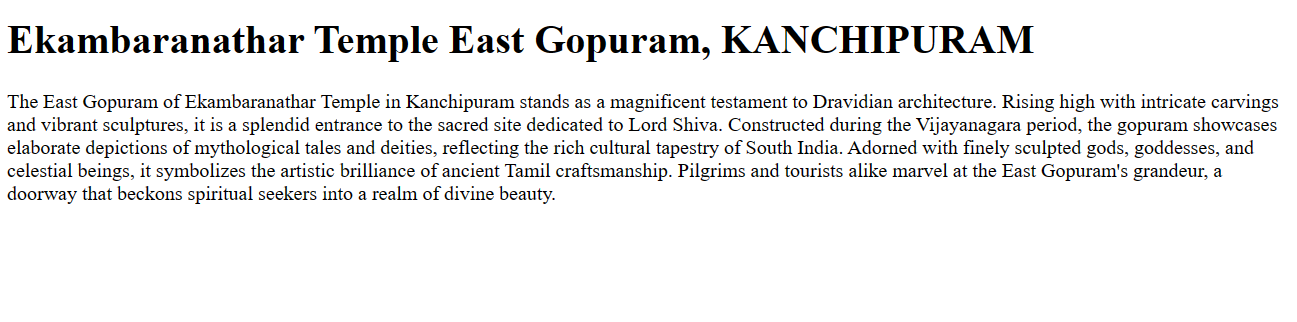 Ekambaranathar Temple East Gopuram, KANCHIPURAM
The East Gopuram of Ekambaranathar Temple in Kanchipuram stands as a magnificent testament to Dravidian architecture. Rising high with intricate carvings
and vibrant sculptures, it is a splendid entrance to the sacred site dedicated to Lord Shiva. Constructed during the Vijayanagara period, the gopuram showcases
elaborate depictions of mythological tales and deities, reflecting the rich cultural tapestry of South India. Adorned with finely sculpted gods, goddesses, and
celestial beings, it symbolizes the artistic brilliance of ancient Tamil craftsmanship. Pilgrims and tourists alike marvel at the East Gopuram's grandeur, a
doorway that beckons spiritual seekers into a realm of divine beauty.